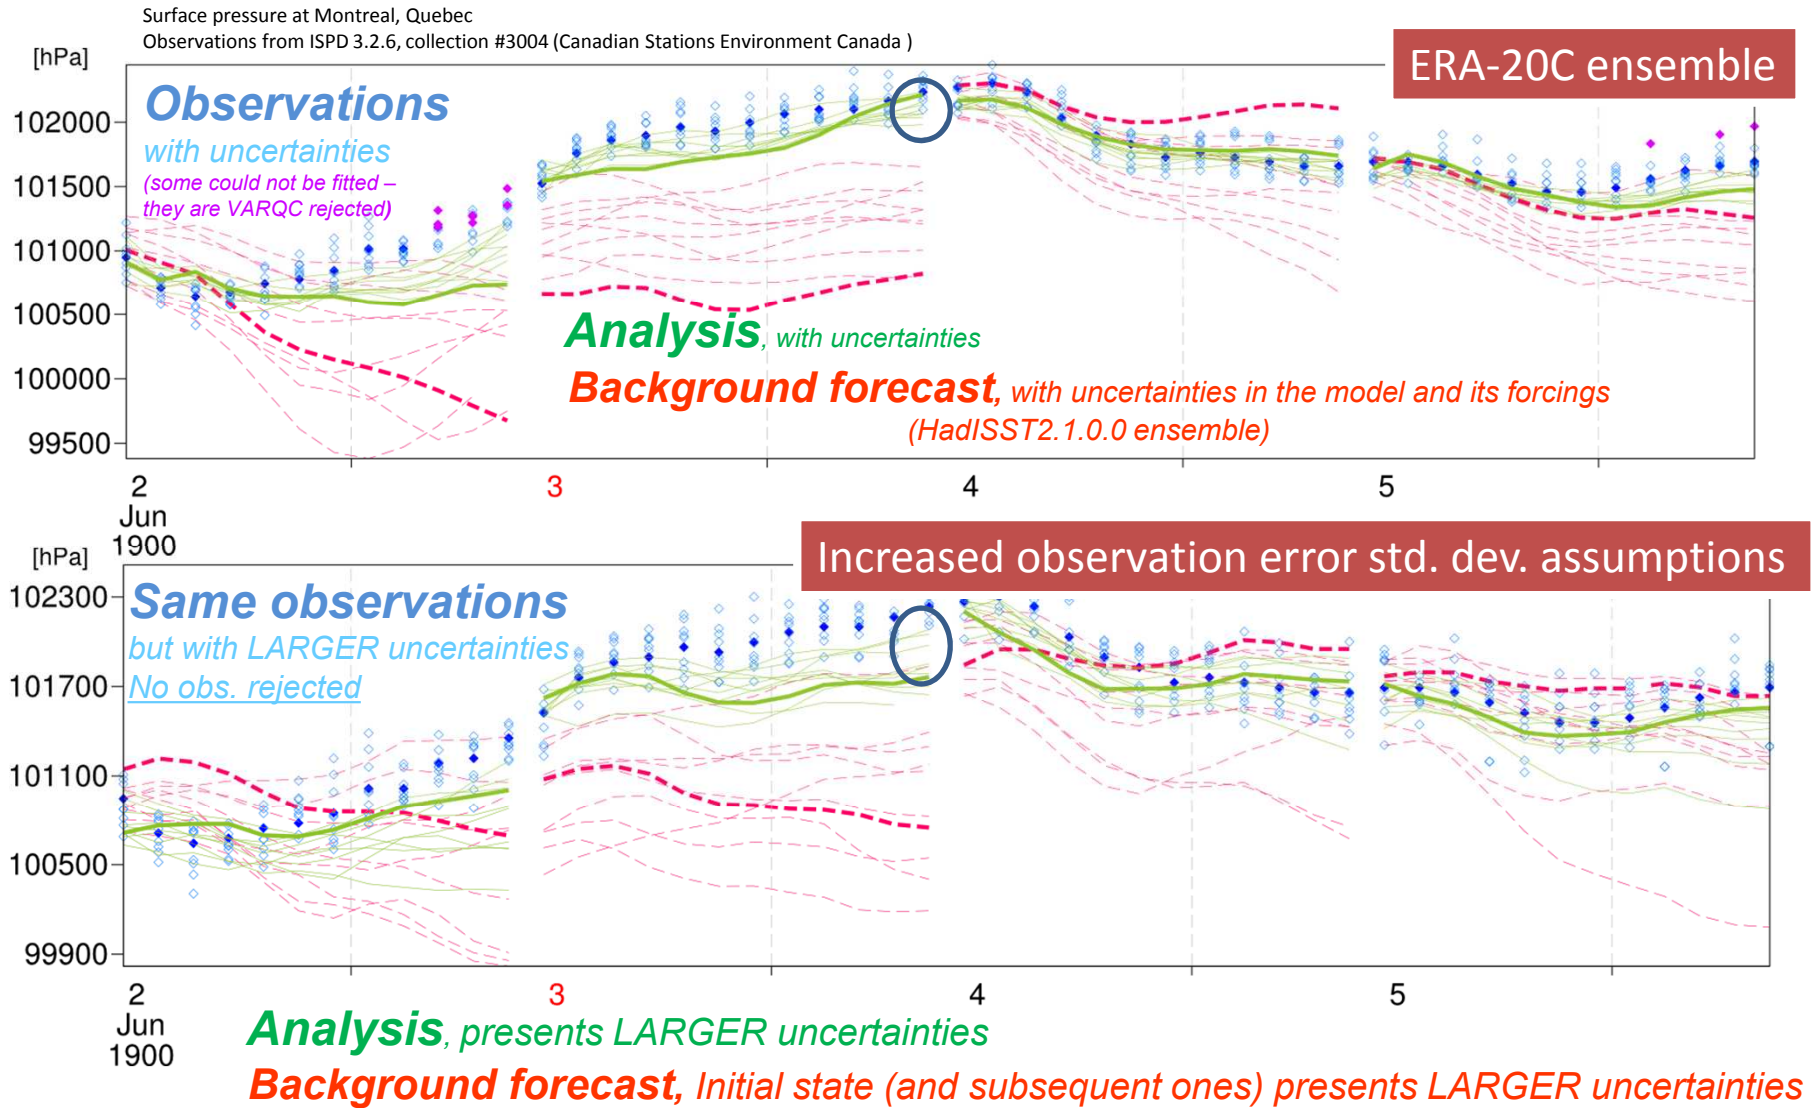 Surface pressure at Montreal, Quebec
Observations from ISPD 3.2.6, collection #3004 (Canadian Stations Environment Canada )
[hPa]
ERA-20C ensemble
Observations
with uncertainties
(some could not be fitted –
they are VARQC rejected)
102000
101500
101000
100500
100000
99500
Analysis, with uncertainties
Background forecast, with uncertainties in the model and its forcings
(HadISST2.1.0.0 ensemble)
2 3 4 5
Jun
1900
[hPa]
Increased observation error std. dev. assumptions
Same observations
but with LARGER uncertainties
No obs. rejected
102300
101700
101100
100500
99900
2 3 4 5
Jun
1900
Analysis, presents LARGER uncertainties
Background forecast, Initial state (and subsequent ones) presents LARGER uncertainties